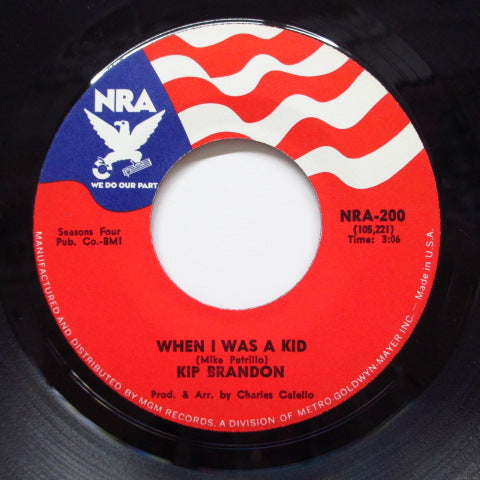 NRA
WE DO OUR PART
Seasons Four
Pub. Co.-BMI
NRA-200
(105,221)
Time: 3:06
WHEN I WAS A KID
(Mike Petrillo)
KIP BRANDON
Prod. & Arr. by Charles Calello
MANUFACTURED AND DISTRIBUTED BY MGM RECORDS, A DIVISION OF METRO-GOLDWYN-MAYER INC. Made in U.S.A.